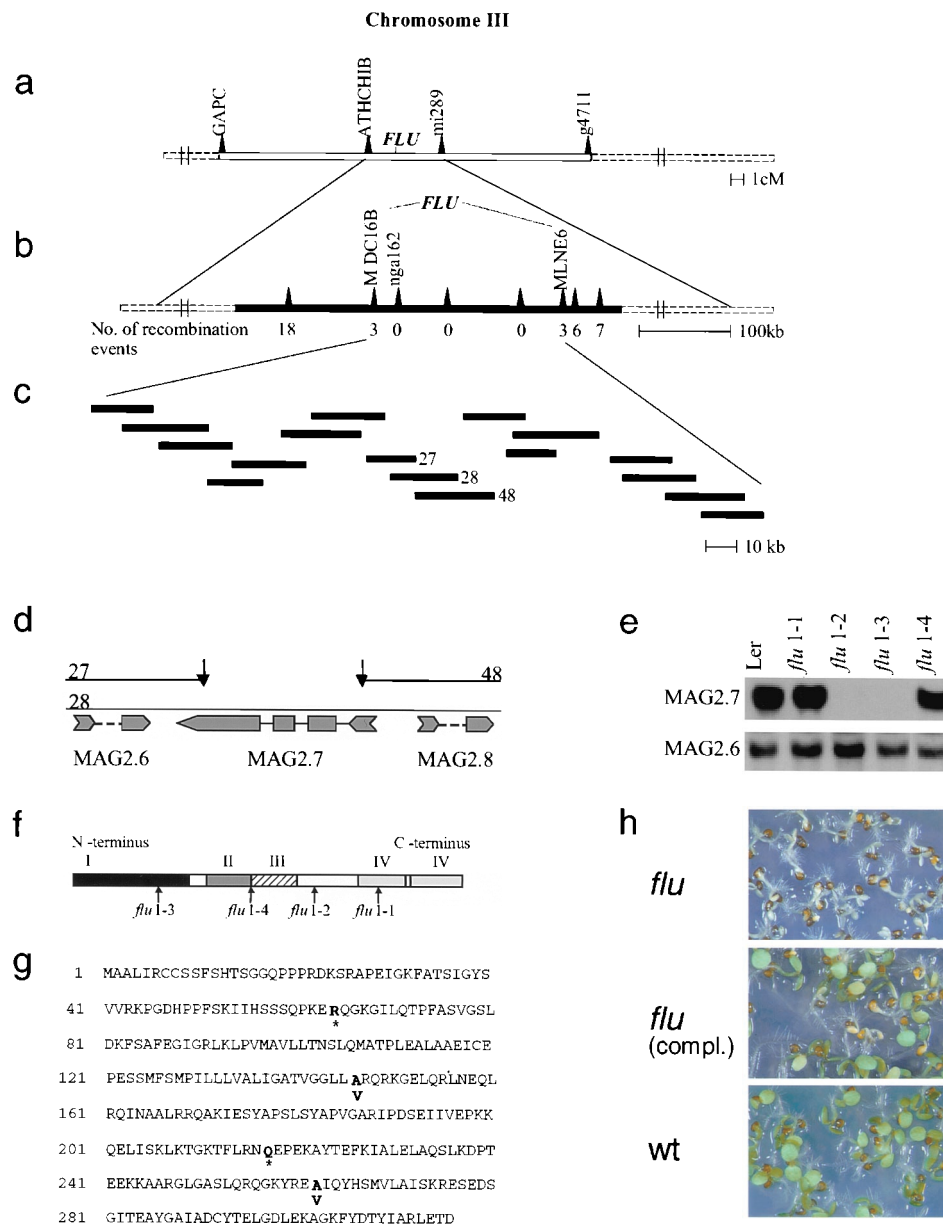 Chromosome III
a
GAPC
ATHCHIB
FLU
mi289
g4711
1cM
FLU
b
M DC16B
nga162
MLNE6
No. of recombination
events
18 3 0 0 0 3 6 7
100kb
c
27
28
48
10 kb
d
27 48
28
MAG2.6 MAG2.7 MAG2.8
e
Ler
flu 1-1
flu 1-2
flu 1-3
flu 1-4
MAG2.7
MAG2.6
f
N -terminus C -terminus
I II III IV IV
flu 1-3 flu 1-4 flu 1-2 flu 1-1
g
1 MAALIRCCSSFSHTSGGQPPPRDKSRAPEIGKFATSIGYS
41 VVRKPGDHPPFSKIIHSSSQPKERQGKGILQTPFASVGSL
*
81 DKFSAFEGIGRLKLPVMAVLLTNSLQMATPLEALAAEICE
121 PESSMFSMPILLLVALIGATVGGLLARQRKGELQRLNEQL
V
161 RQINAALRRQAKIESYAPSLSYAPVGARIPDSEIIVEPKK
201 QELISKLKTGKTFLRNQEPEKAYTEFKIALELAQSLKDPT
*
241 EEKKAARGLGASLQRQGKYREAIQYHSMVLAISKRESEDS
V
281 GITEAYGAIADCYTELGDLEKAGKFYDTYIARLETD
h
flu
flu
(compl.)
wt